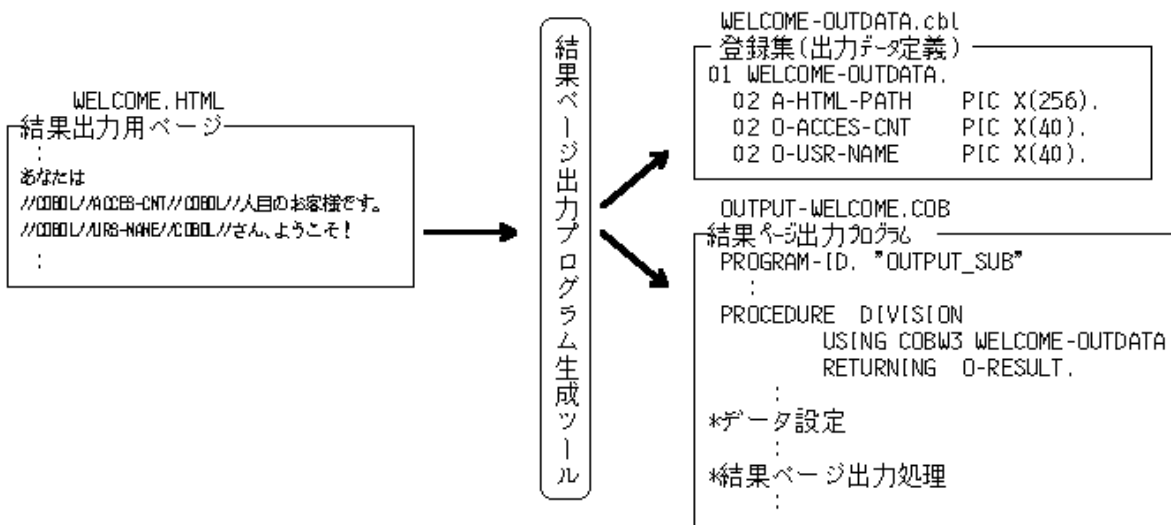 WELCOME.HTML
結果出力用ページ
:
あなたは
//COBOL//ACCES-CNT//COBOL//人目のお客様です。
//COBOL//URS-NAME//COBOL//さん、ようこそ!
:
結果ページ出力プログラム生成ツール
WELCOME-OUTDATA.cbl
登録集(出力データ定義)
01 WELCOME-OUTDATA.
02 A-HTML-PATH PIC X(256).
02 O-ACCES-CNT PIC X(40).
02 O-USR-NAME PIC X(40).
OUTPUT-WELCOME.COB
結果ページ出力プログラム
PROGRAM-ID. "OUTPUT_SUB"
:
PROCEDURE DIVISION
USING COBW3 WELCOME-OUTDATA
RETURNING O-RESULT.
:
*データ設定
:
*結果ページ出力処理
: